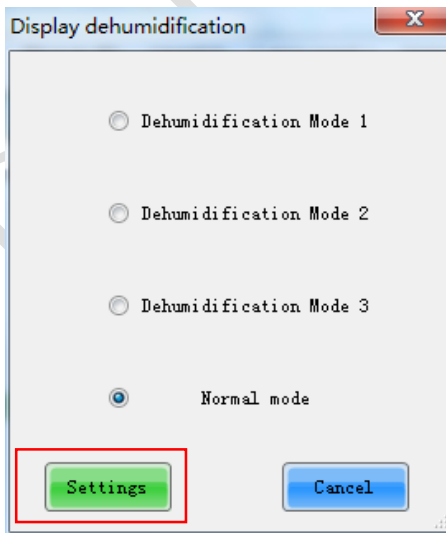 Display dehumidification
Dehumidification Mode 1
Dehumidification Mode 2
Dehumidification Mode 3
Normal mode
Settings
Cancel